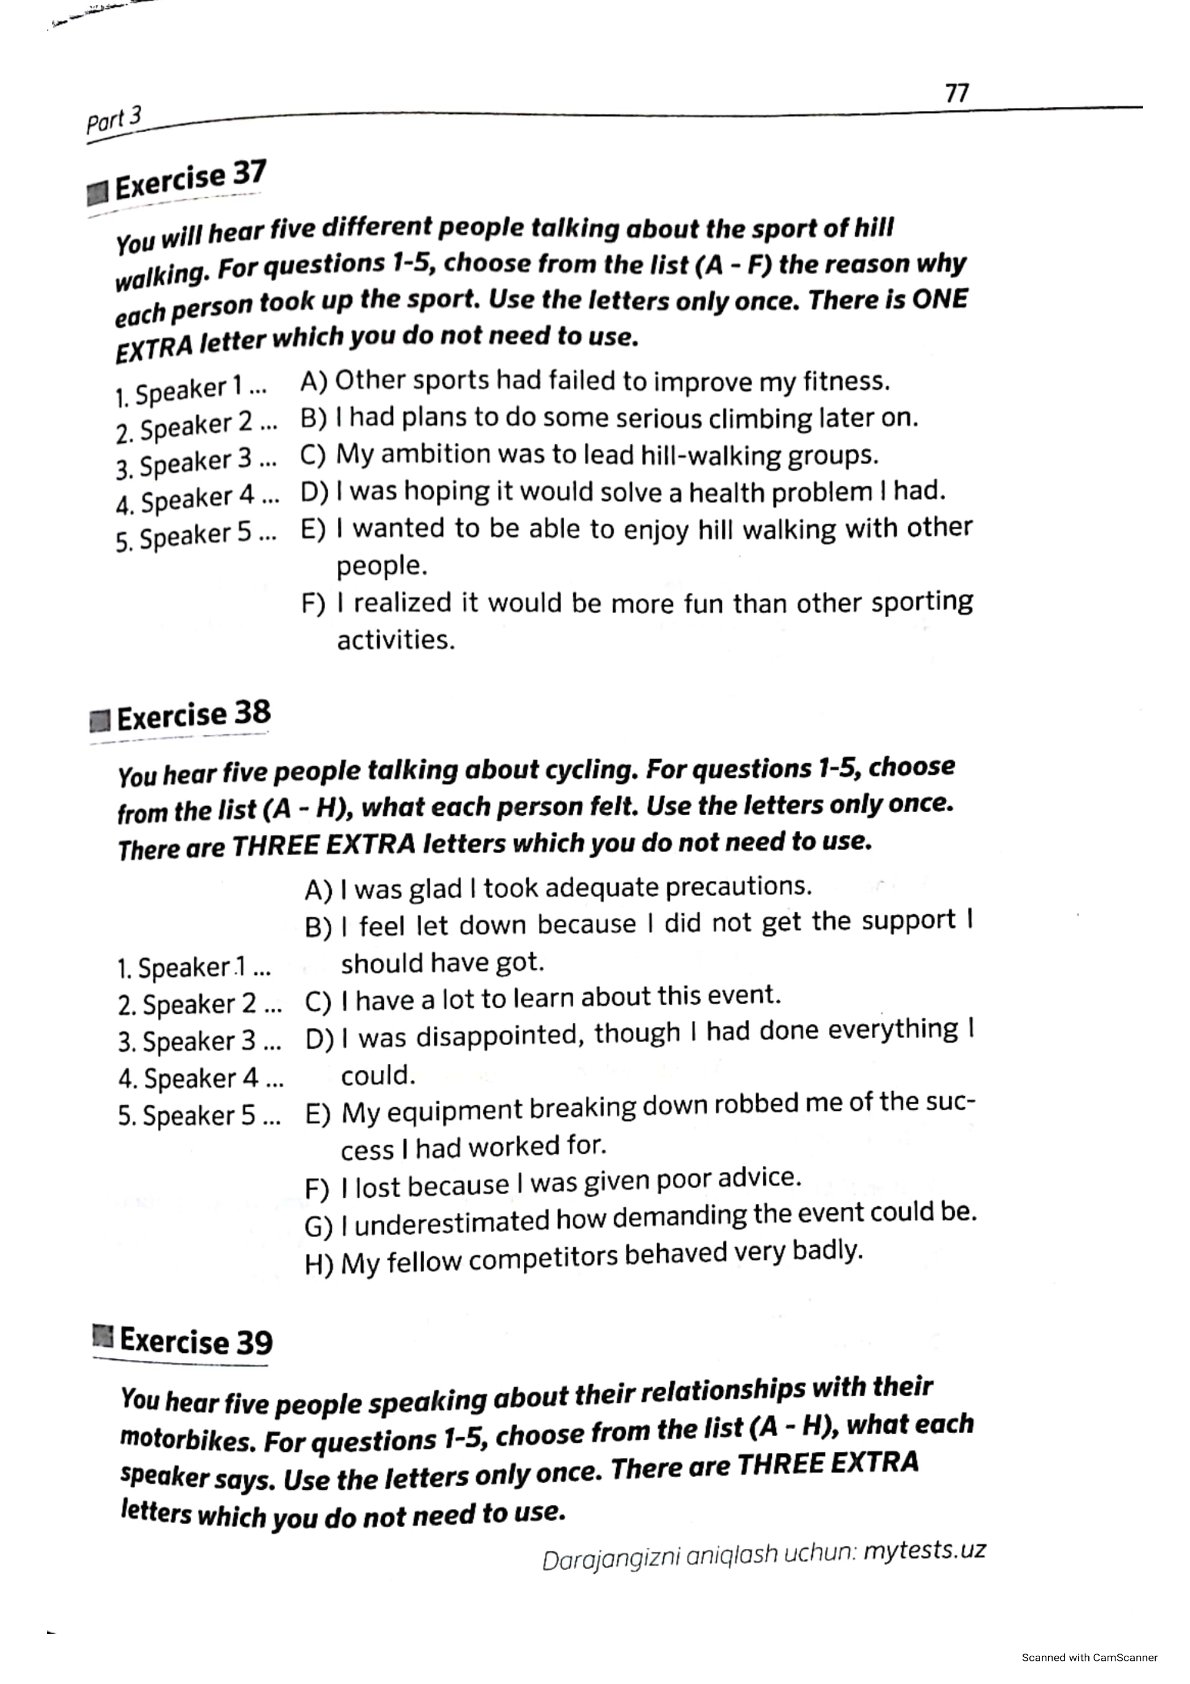 77
Part 3
Exercise 37
You will hear five different people talking about the sport of hill
walking. For questions 1-5, choose from the list (A - F) the reason why
each person took up the sport. Use the letters only once. There is ONE
EXTRA letter which you do not need to use.
1. Speaker 1 ... A) Other sports had failed to improve my fitness.
2. Speaker 2 ... B) I had plans to do some serious climbing later on.
3. Speaker 3 ... C) My ambition was to lead hill-walking groups.
4. Speaker 4 ... D) I was hoping it would solve a health problem I had.
5. Speaker 5 ... E) I wanted to be able to enjoy hill walking with other
people.
F) I realized it would be more fun than other sporting
activities.
Exercise 38
You hear five people talking about cycling. For questions 1-5, choose
from the list (A - H), what each person felt. Use the letters only once.
There are THREE EXTRA letters which you do not need to use.
A) I was glad I took adequate precautions.
B) I feel let down because I did not get the support I
1. Speaker 1 ... should have got.
2. Speaker 2 ... C) I have a lot to learn about this event.
3. Speaker 3 ... D) I was disappointed, though I had done everything I
4. Speaker 4 ... could.
5. Speaker 5 ... E) My equipment breaking down robbed me of the suc-
cess I had worked for.
F) I lost because I was given poor advice.
G) I underestimated how demanding the event could be.
H) My fellow competitors behaved very badly.
Exercise 39
You hear five people speaking about their relationships with their
motorbikes. For questions 1-5, choose from the list (A - H), what each
speaker says. Use the letters only once. There are THREE EXTRA
letters which you do not need to use.
Darajangizni aniqlash uchun: mytests.uz
Scanned with CamScanner